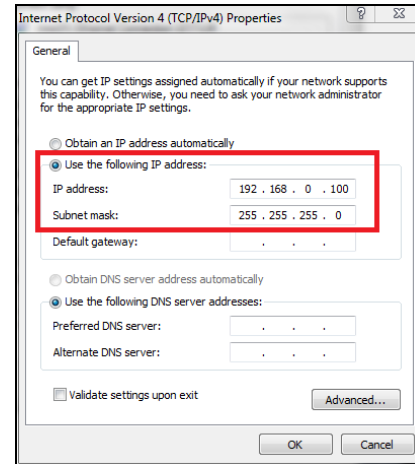 Internet Protocol Version 4 (TCP/IPv4) Properties
General
You can get IP settings assigned automatically if your network supports
this capability. Otherwise, you need to ask your network administrator
for the appropriate IP settings.
Obtain an IP address automatically
Use the following IP address:
IP address: 192 . 168 . 0 . 100
Subnet mask: 255 . 255 . 255 . 0
Default gateway: . . .
Obtain DNS server address automatically
Use the following DNS server addresses:
Preferred DNS server: . . .
Alternate DNS server: . . .
Validate settings upon exit
Advanced...
OK Cancel